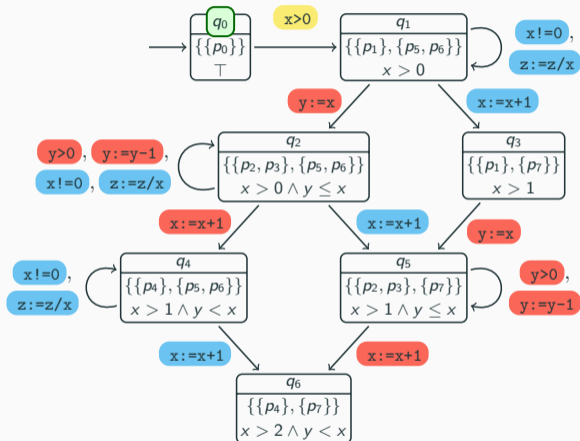 q₀ x>0 q₁
{{p₀}} {{p₁}, {p₅, p₆}} x!=0,
⊤ x > 0 z:=z/x
y:=x x:=x+1
q₂ q₃
y>0, y:=y-1, {{p₂, p₃}, {p₅, p₆}} {{p₁}, {p₇}}
x!=0, z:=z/x x > 0 ∧ y ≤ x x > 1
x:=x+1 x:=x+1 y:=x
q₄ q₅
x!=0, {{p₄}, {p₅, p₆}} {{p₂, p₃}, {p₇}} y>0,
z:=z/x x > 1 ∧ y < x x > 1 ∧ y ≤ x y:=y-1
x:=x+1 x:=x+1
q₆
{{p₄}, {p₇}}
x > 2 ∧ y < x